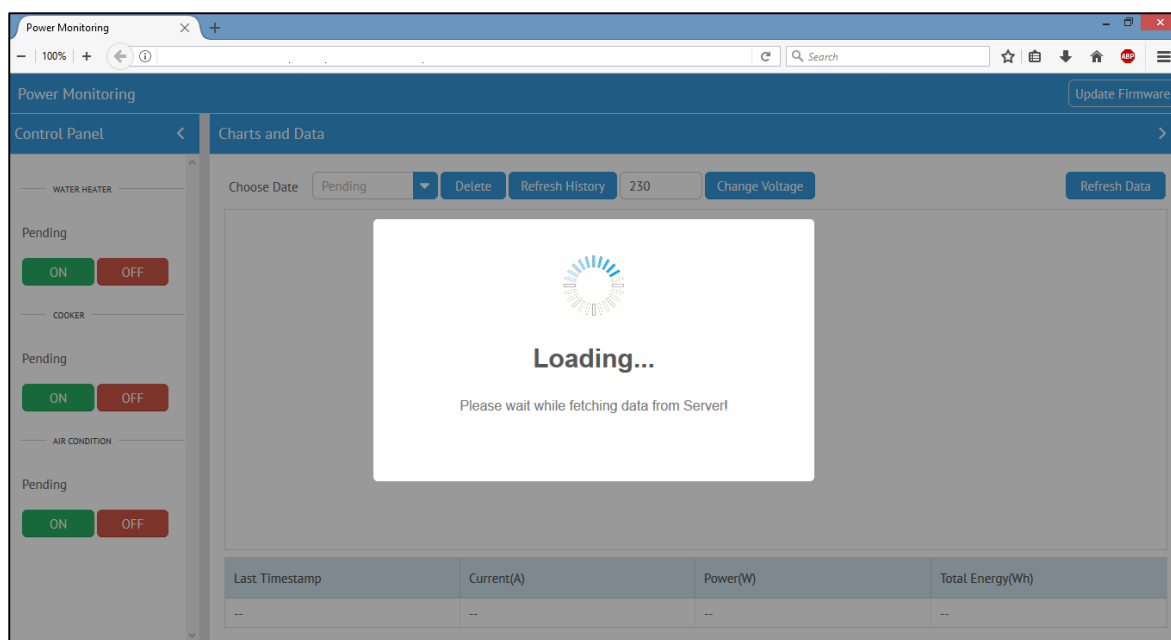 Power Monitoring
100%
Search
ABP
Power Monitoring
Update Firmware
Control Panel
Charts and Data
WATER HEATER
Choose Date Pending Delete Refresh History 230 Change Voltage Refresh Data
Pending
ON OFF
COOKER
Pending
ON OFF
AIR CONDITION
Pending
ON OFF
Loading...
Please wait while fetching data from Server!
Last Timestamp Current(A) Power(W) Total Energy(Wh)
-- -- -- --